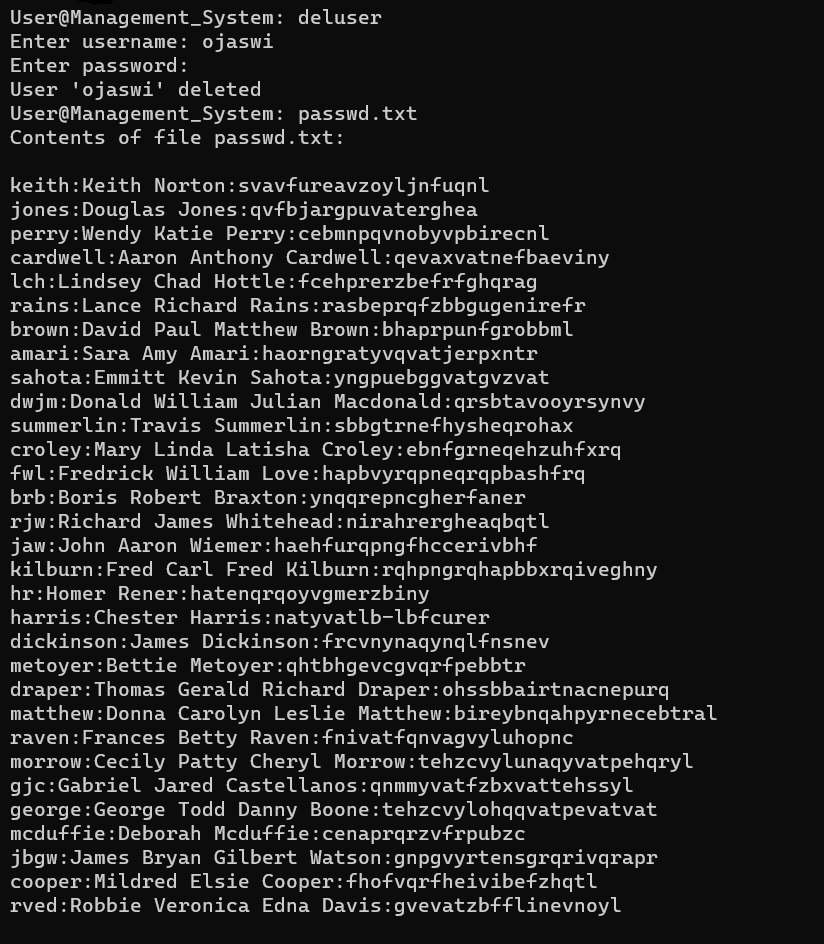 User@Management_System: deluser
Enter username: ojaswi
Enter password:
User 'ojaswi' deleted
User@Management_System: passwd.txt
Contents of file passwd.txt:
keith:Keith Norton:svavfureavzoyljnfuqnl
jones:Douglas Jones:qvfbjargpuvaterghea
perry:Wendy Katie Perry:cebmnpqvnobyvpbirecnl
cardwell:Aaron Anthony Cardwell:qevaxvatnefbaeviny
lch:Lindsey Chad Hottle:fcehprerzbefrfghqrag
rains:Lance Richard Rains:rasbeprqfzbbgugenirefr
brown:David Paul Matthew Brown:bhaprpunfgrobbml
amari:Sara Amy Amari:haorngratyvqvatjerpxntr
sahota:Emmitt Kevin Sahota:yngpuebggvatgvzvat
dwjm:Donald William Julian Macdonald:qrsbtavooyrsynvy
summerlin:Travis Summerlin:sbbgtrnefhysheqrohax
croley:Mary Linda Latisha Croley:ebnfgrneqehzuhfxrq
fwl:Fredrick William Love:hapbvyrqpneqrqpbashfrq
brb:Boris Robert Braxton:ynqqrepncgherfaner
rjw:Richard James Whitehead:nirahrergheaqbqtl
jaw:John Aaron Wiemer:haehfurqpngfhccerivbhf
kilburn:Fred Carl Fred Kilburn:rqhpngrqhapbbxrqiveghny
hr:Homer Rener:hatenqrqoyvgmerzbiny
harris:Chester Harris:natyvatlb-lbfcurer
dickinson:James Dickinson:frcvnynaqynqlfnsnev
metoyer:Bettie Metoyer:qhtbhgevcgvqrfpebbtr
draper:Thomas Gerald Richard Draper:ohssbbairtnacnepurq
matthew:Donna Carolyn Leslie Matthew:bireybnqahpyrnecebtral
raven:Frances Betty Raven:fnivatfqnvagvyluhopnc
morrow:Cecily Patty Cheryl Morrow:tehzcvylunaqyvatpehqryl
gjc:Gabriel Jared Castellanos:qnmmyvatfzbxvattehssyl
george:George Todd Danny Boone:tehzcvylohqqvatpevatvat
mcduffie:Deborah Mcduffie:cenaprqrzvfrpubzc
jbgw:James Bryan Gilbert Watson:gnpgvyrtensgrqrivqrapr
cooper:Mildred Elsie Cooper:fhofvqrfheivibefzhqtl
rved:Robbie Veronica Edna Davis:gvevatzbfflinevnoyl